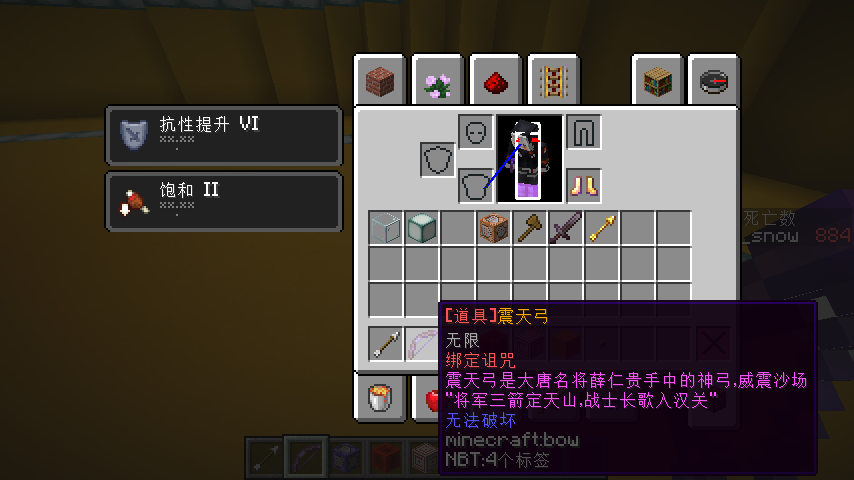 抗性提升 VI
**:**
饱和 II
**:**
死亡数
_snow 884
[道具]震天弓
无限
绑定诅咒
震天弓是大唐名将薛仁贵手中的神弓,威震沙场
"将军三箭定天山,战士长歌入汉关"
无法破坏
minecraft:bow
NBT:4个标签